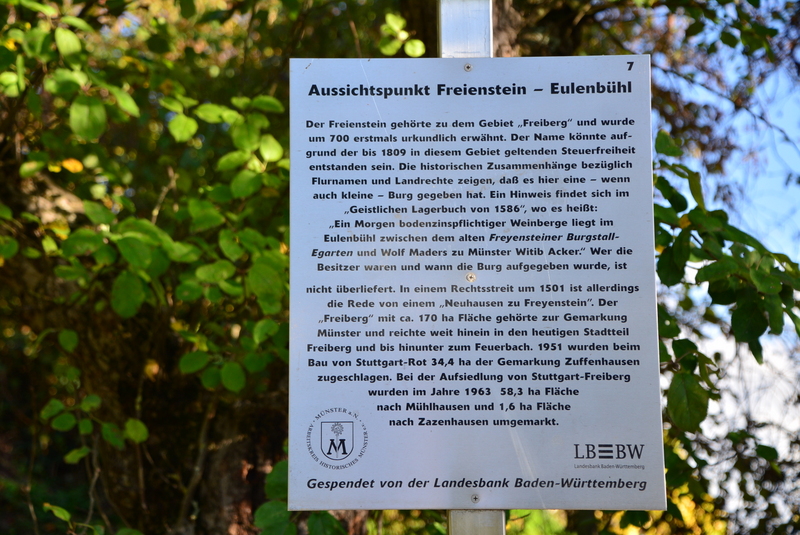 7
Aussichtspunkt Freienstein – Eulenbühl
Der Freienstein gehörte zu dem Gebiet „Freiberg" und wurde
um 700 erstmals urkundlich erwähnt. Der Name könnte auf-
grund der bis 1809 in diesem Gebiet geltenden Steuerfreiheit
entstanden sein. Die historischen Zusammenhänge bezüglich
Flurnamen und Landrechte zeigen, daß es hier eine – wenn
auch kleine – Burg gegeben hat. Ein Hinweis findet sich im
„Geistlichen Lagerbuch von 1586", wo es heißt:
„Ein Morgen bodenzinspflichtiger Weinberge liegt im
Eulenbühl zwischen dem alten Freyensteiner Burgstall-
Egarten und Wolf Maders zu Münster Witib Acker." Wer die
Besitzer waren und wann die Burg aufgegeben wurde, ist
nicht überliefert. In einem Rechtsstreit um 1501 ist allerdings
die Rede von einem „Neuhausen zu Freyenstein". Der
„Freiberg" mit ca. 170 ha Fläche gehörte zur Gemarkung
Münster und reichte weit hinein in den heutigen Stadtteil
Freiberg und bis hinunter zum Feuerbach. 1951 wurden beim
Bau von Stuttgart-Rot 34,4 ha der Gemarkung Zuffenhausen
zugeschlagen. Bei der Aufsiedlung von Stuttgart-Freiberg
wurden im Jahre 1963 58,3 ha Fläche
nach Mühlhausen und 1,6 ha Fläche
nach Zazenhausen umgemarkt.
MÜNSTER a.N.
ARBEITSKREIS HISTORISCHES MÜNSTER
M
LB≡BW
Landesbank Baden-Württemberg
Gespendet von der Landesbank Baden-Württemberg